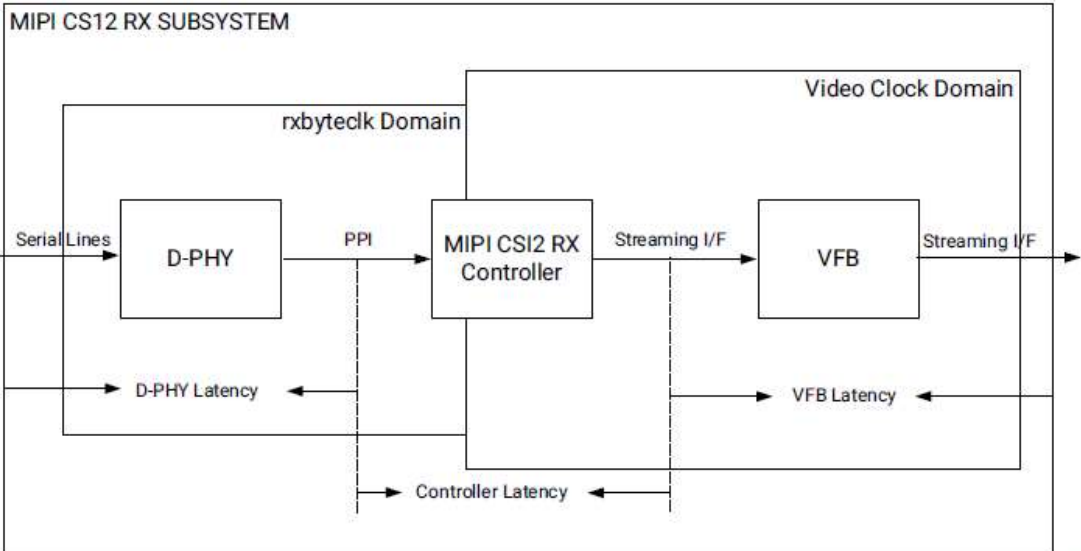 MIPI CS12 RX SUBSYSTEM
Video Clock Domain
rxbyteclk Domain
Serial Lines
D-PHY
PPI
MIPI CSI2 RX
Controller
Streaming I/F
VFB
Streaming I/F
D-PHY Latency
VFB Latency
Controller Latency